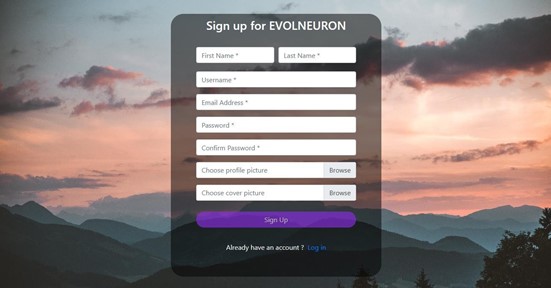 Sign up for EVOLNEURON
First Name * Last Name *
Username *
Email Address *
Password *
Confirm Password *
Choose profile picture Browse
Choose cover picture Browse
Sign Up
Already have an account ? Log in